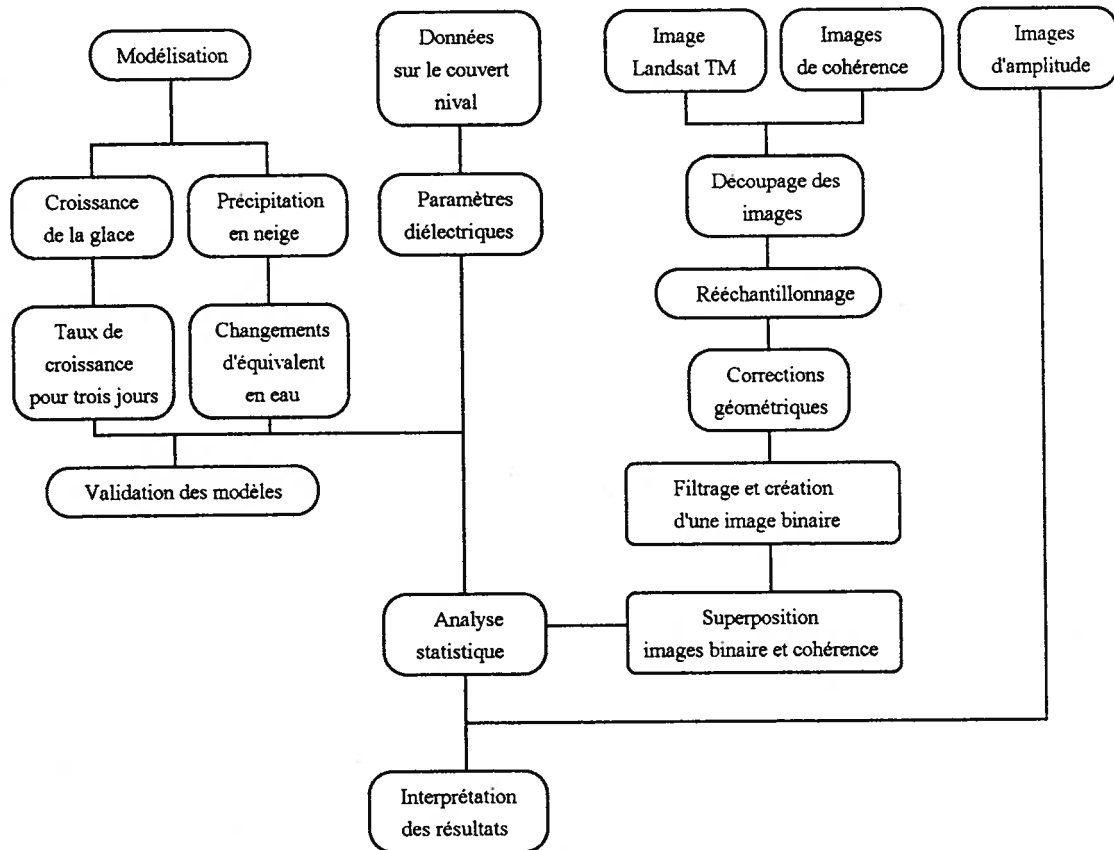 Modélisation
Données
sur le couvert
nival
Image
Landsat TM
Images
de cohérence
Images
d'amplitude
Croissance
de la glace
Précipitation
en neige
Paramètres
diélectriques
Découpage des
images
Rééchantillonnage
Taux de
croissance
pour trois jours
Changements
d'équivalent
en eau
Corrections
géométriques
Validation des modèles
Filtrage et création
d'une image binaire
Analyse
statistique
Superposition
images binaire et cohérence
Interprétation
des résultats